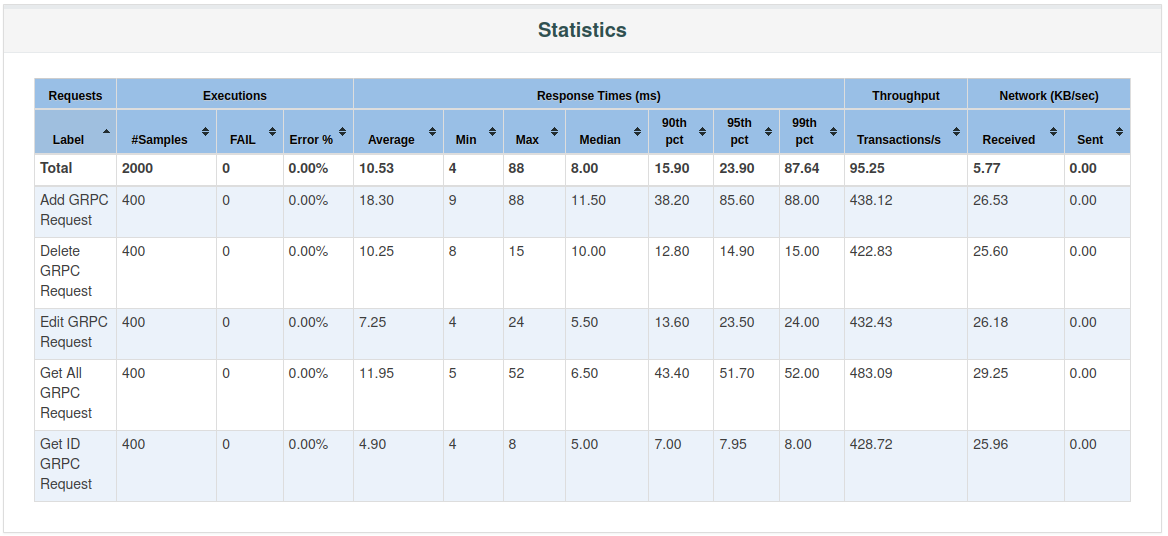 Statistics
Requests Executions Response Times (ms) Throughput Network (KB/sec)
Label #Samples FAIL Error % Average Min Max Median 90th pct 95th pct 99th pct Transactions/s Received Sent
Total 2000 0 0.00% 10.53 4 88 8.00 15.90 23.90 87.64 95.25 5.77 0.00
Add GRPC 400 0 0.00% 18.30 9 88 11.50 38.20 85.60 88.00 438.12 26.53 0.00
Request
Delete 400 0 0.00% 10.25 8 15 10.00 12.80 14.90 15.00 422.83 25.60 0.00
GRPC
Request
Edit GRPC 400 0 0.00% 7.25 4 24 5.50 13.60 23.50 24.00 432.43 26.18 0.00
Request
Get All 400 0 0.00% 11.95 5 52 6.50 43.40 51.70 52.00 483.09 29.25 0.00
GRPC
Request
Get ID 400 0 0.00% 4.90 4 8 5.00 7.00 7.95 8.00 428.72 25.96 0.00
GRPC
Request